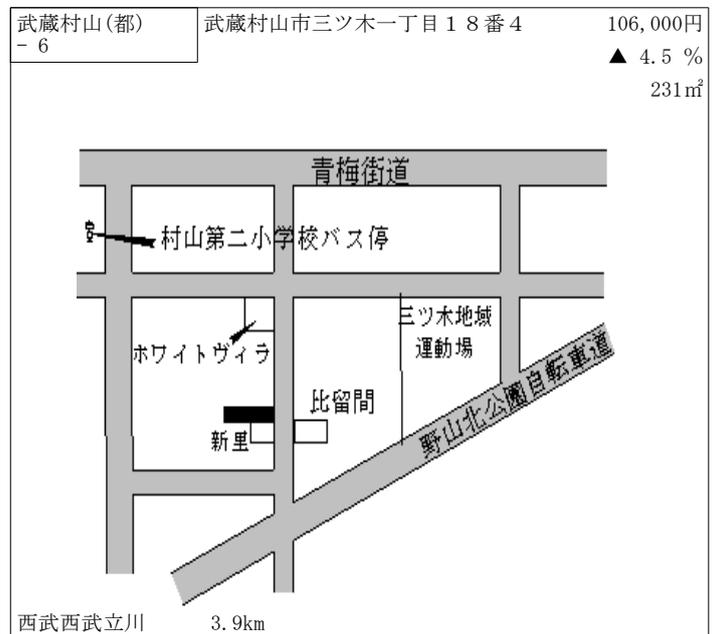 武蔵村山(都)
- 6
武蔵村山市三ツ木一丁目１８番４
106,000円
▲ 4.5 %
231㎡
青梅街道
村山第二小学校バス停
三ツ木地域
運動場
ホワイトヴィラ
比留間
新里
野山北公園自転車道
西武西武立川 3.9km